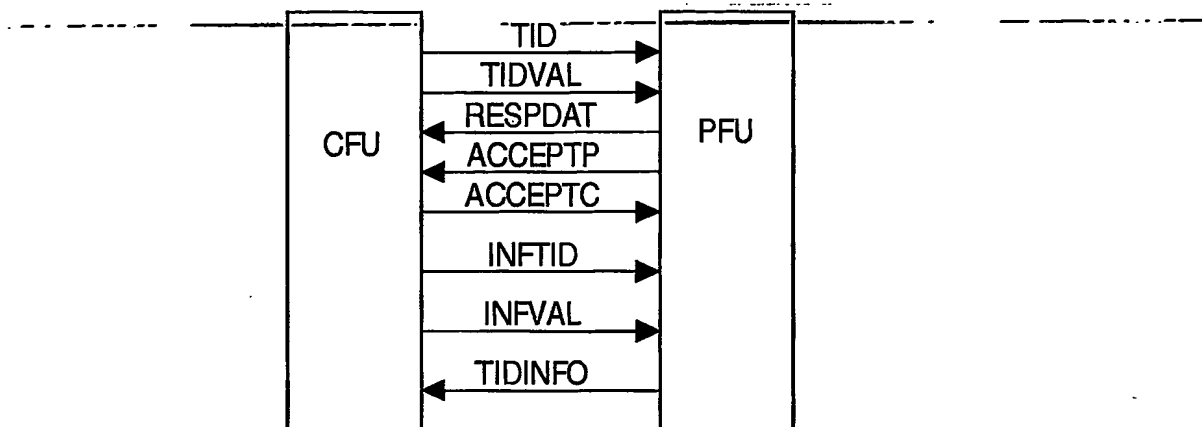 TID
TIDVAL
RESPDAT
CFU
PFU
ACCEPTP
ACCEPTC
INFTID
INFVAL
TIDINFO